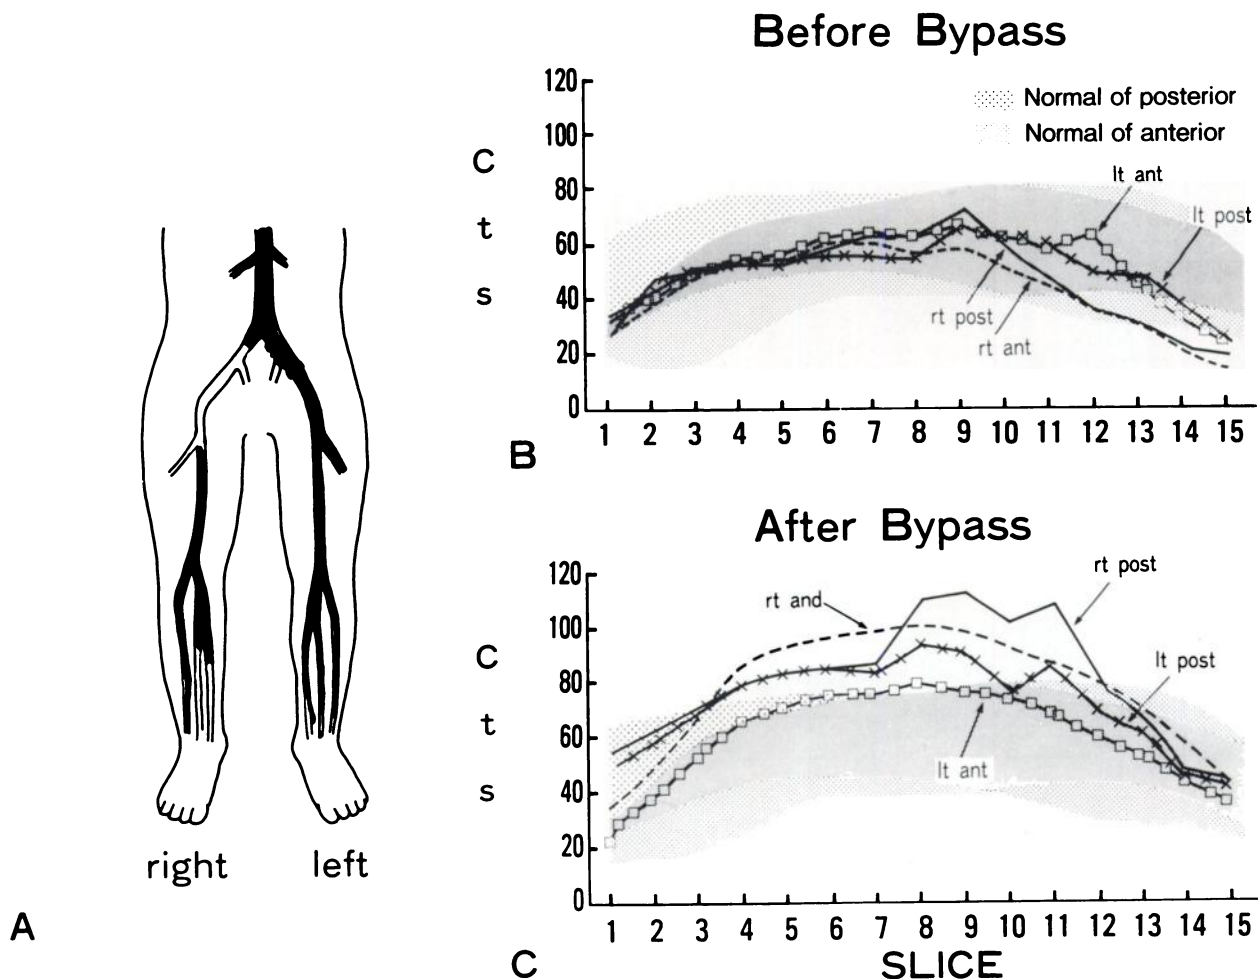 right left
A
Before Bypass
Normal of posterior
Normal of anterior
C
t
s
120
100
80
60
40
20
0
lt ant
lt post
rt post
rt ant
1 2 3 4 5 6 7 8 9 10 11 12 13 14 15
B
After Bypass
C
t
s
120
100
80
60
40
20
0
rt and
rt post
lt post
lt ant
1 2 3 4 5 6 7 8 9 10 11 12 13 14 15
C
SLICE